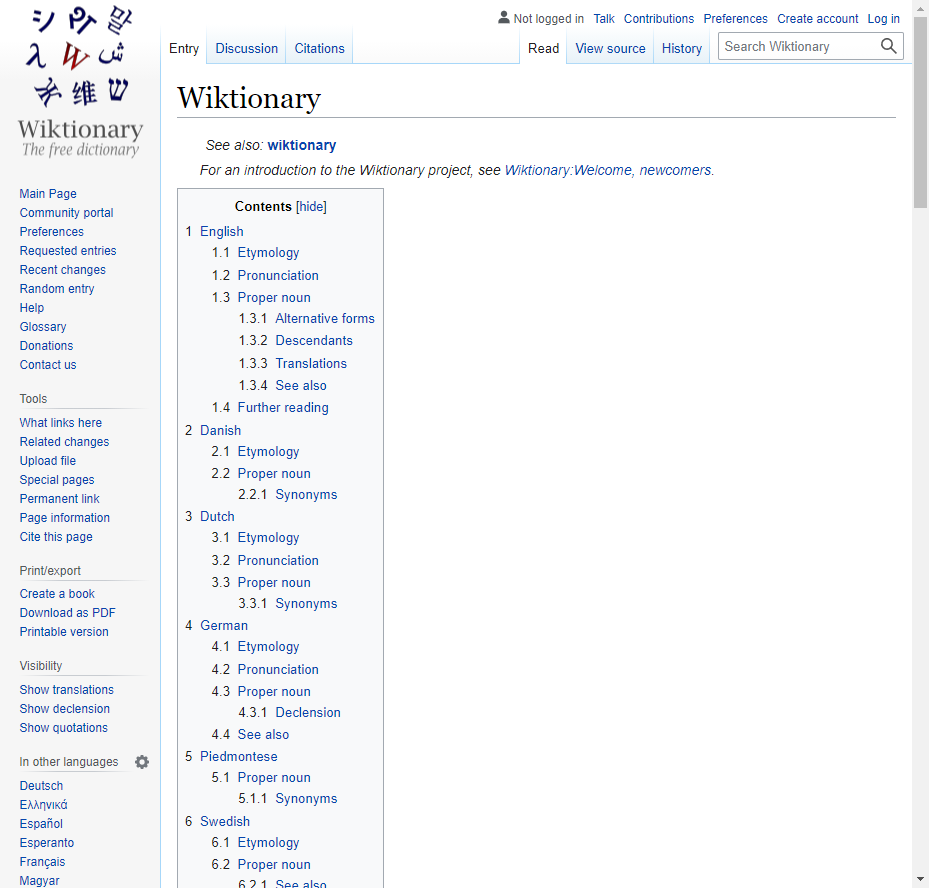 Not logged in Talk Contributions Preferences Create account Log in
Entry Discussion Citations Read View source History Search Wiktionary
シ
말
λ W
维 ש
Wiktionary
The free dictionary
Main Page
Community portal
Preferences
Requested entries
Recent changes
Random entry
Help
Glossary
Donations
Contact us
Tools
What links here
Related changes
Upload file
Special pages
Permanent link
Page information
Cite this page
Print/export
Create a book
Download as PDF
Printable version
Visibility
Show translations
Show declension
Show quotations
In other languages
Deutsch
Ελληνικά
Español
Esperanto
Français
Magyar
Wiktionary
See also: wiktionary
For an introduction to the Wiktionary project, see Wiktionary:Welcome, newcomers.
Contents [hide]
1 English
1.1 Etymology
1.2 Pronunciation
1.3 Proper noun
1.3.1 Alternative forms
1.3.2 Descendants
1.3.3 Translations
1.3.4 See also
1.4 Further reading
2 Danish
2.1 Etymology
2.2 Proper noun
2.2.1 Synonyms
3 Dutch
3.1 Etymology
3.2 Pronunciation
3.3 Proper noun
3.3.1 Synonyms
4 German
4.1 Etymology
4.2 Pronunciation
4.3 Proper noun
4.3.1 Declension
4.4 See also
5 Piedmontese
5.1 Proper noun
5.1.1 Synonyms
6 Swedish
6.1 Etymology
6.2 Proper noun
6.2.1 See also